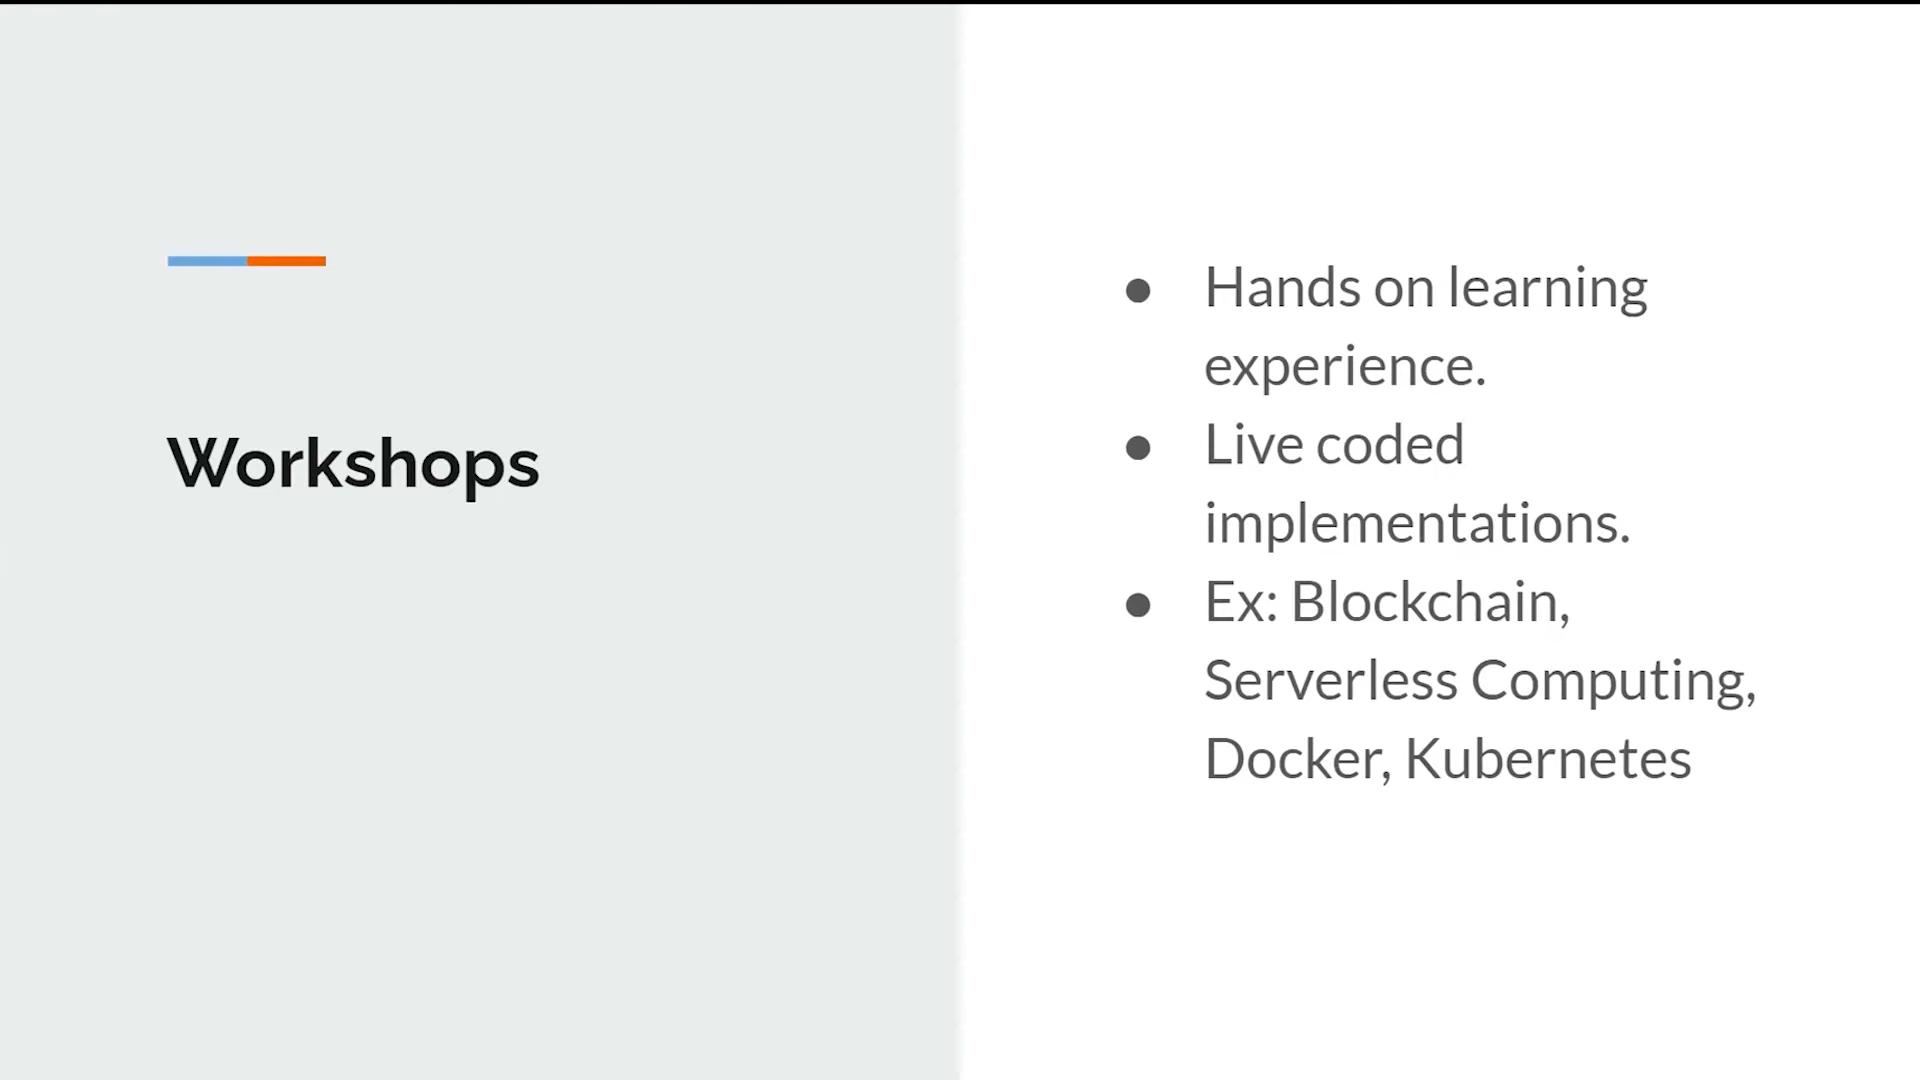 Workshops
● Hands on learning
experience.
● Live coded
implementations.
● Ex: Blockchain,
Serverless Computing,
Docker, Kubernetes